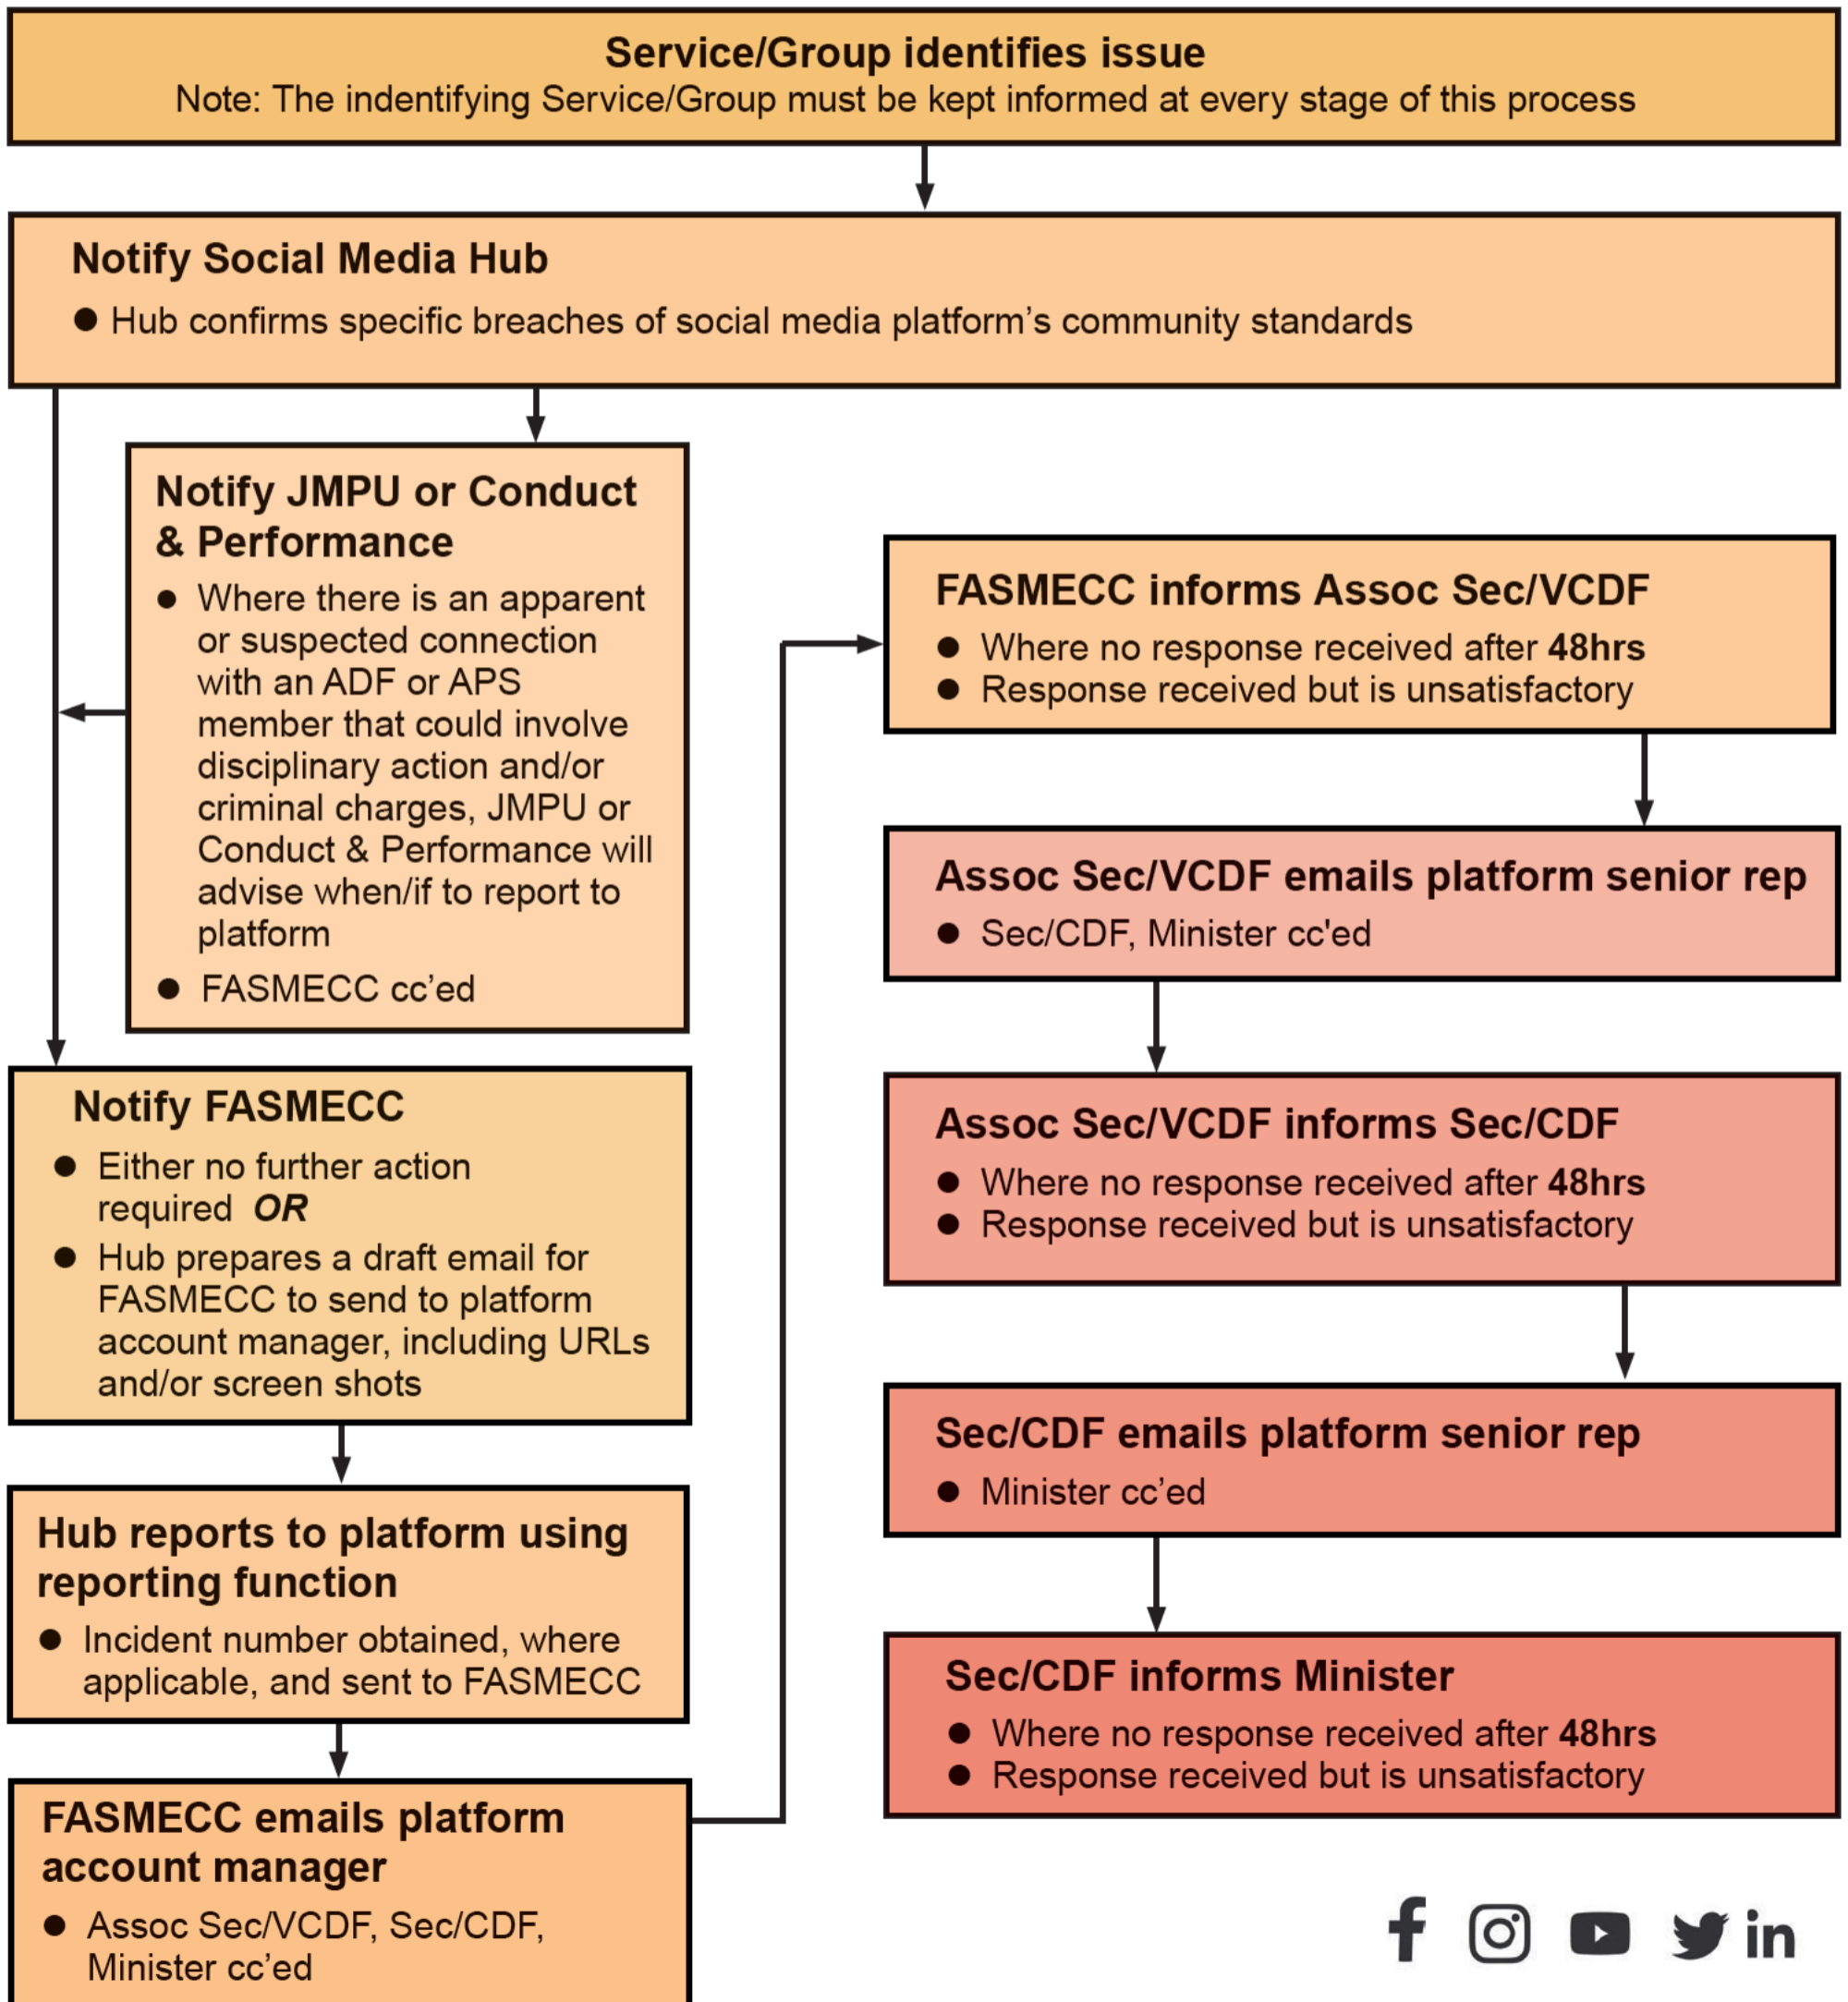 Service/Group identifies issue
Note: The indentifying Service/Group must be kept informed at every stage of this process
Notify Social Media Hub
● Hub confirms specific breaches of social media platform's community standards
Notify JMPU or Conduct
& Performance
● Where there is an apparent
or suspected connection
with an ADF or APS
member that could involve
disciplinary action and/or
criminal charges, JMPU or
Conduct & Performance will
advise when/if to report to
platform
● FASMECC cc'ed
Notify FASMECC
● Either no further action
required OR
● Hub prepares a draft email for
FASMECC to send to platform
account manager, including URLs
and/or screen shots
Hub reports to platform using
reporting function
● Incident number obtained, where
applicable, and sent to FASMECC
FASMECC emails platform
account manager
● Assoc Sec/VCDF, Sec/CDF,
Minister cc'ed
FASMECC informs Assoc Sec/VCDF
● Where no response received after 48hrs
● Response received but is unsatisfactory
Assoc Sec/VCDF emails platform senior rep
● Sec/CDF, Minister cc'ed
Assoc Sec/VCDF informs Sec/CDF
● Where no response received after 48hrs
● Response received but is unsatisfactory
Sec/CDF emails platform senior rep
● Minister cc'ed
Sec/CDF informs Minister
● Where no response received after 48hrs
● Response received but is unsatisfactory